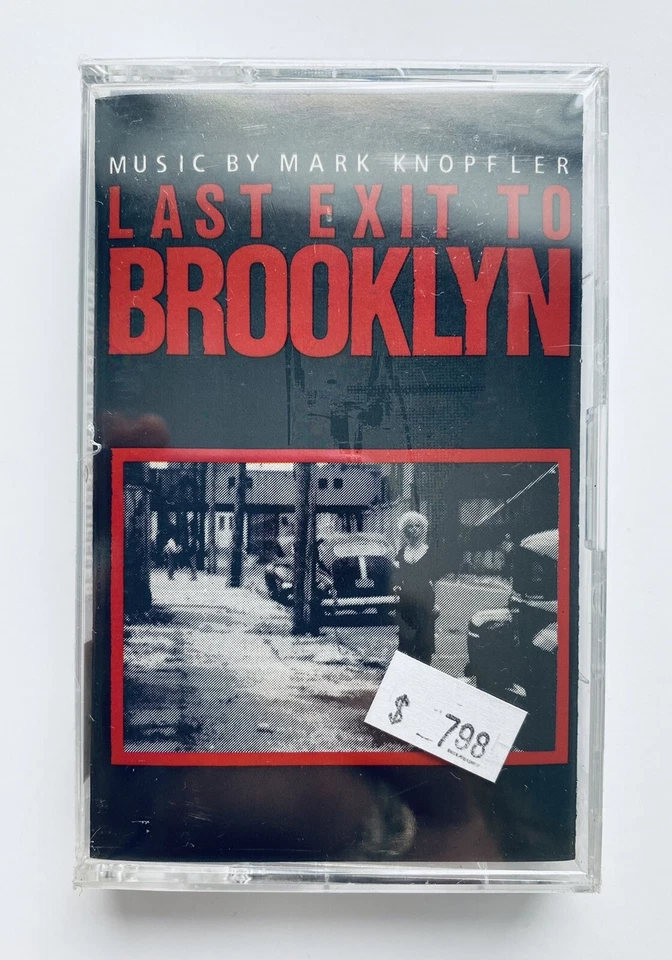 MUSIC BY MARK KNOPFLER
LAST EXIT TO
BROOKLYN
$ 798